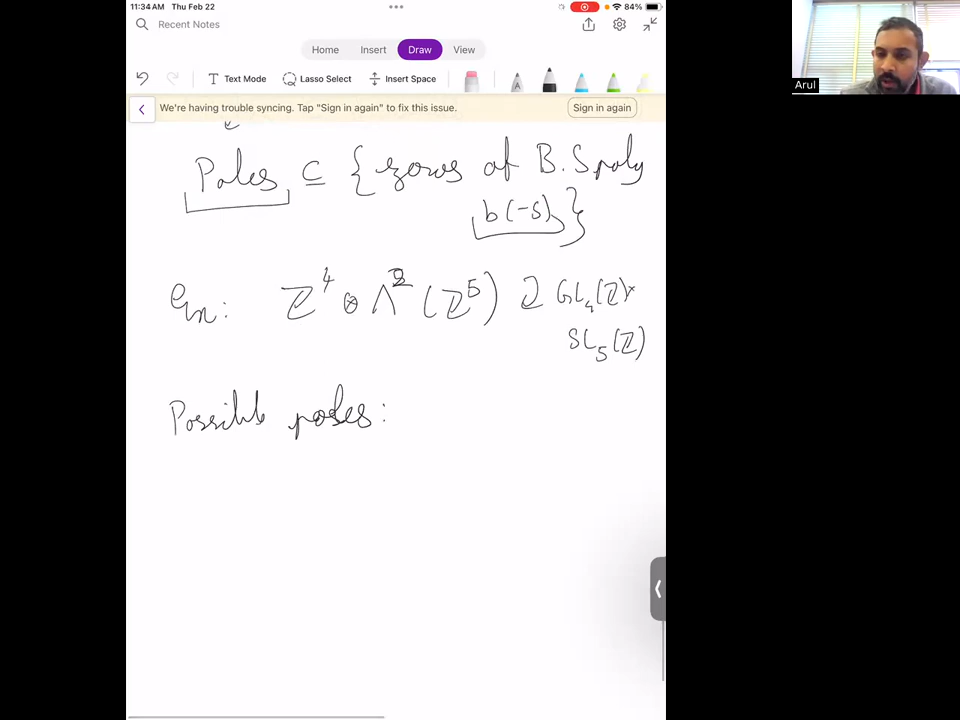 11:34 AM Thu Feb 22
84%
Recent Notes
Home Insert Draw View
Text Mode Lasso Select Insert Space
We're having trouble syncing. Tap "Sign in again" to fix this issue. Sign in again
Arul
Poles ⊆ { zeros of B.S poly
b(-s) }
Ex: ℤ⁴ ⊗ Λ² (ℤ⁵) ⟲ GL₄(ℤ)×
SL₅(ℤ)
Possible poles: